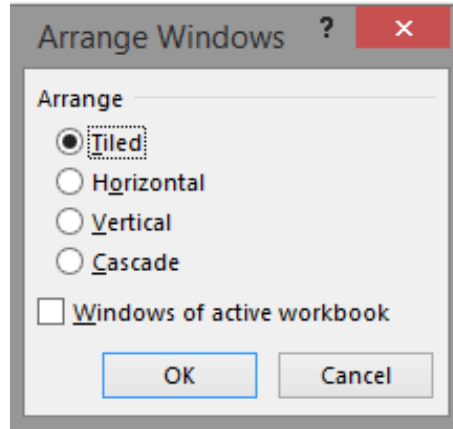 Arrange Windows ? ×
Arrange
Tiled
Horizontal
Vertical
Cascade
Windows of active workbook
OK Cancel